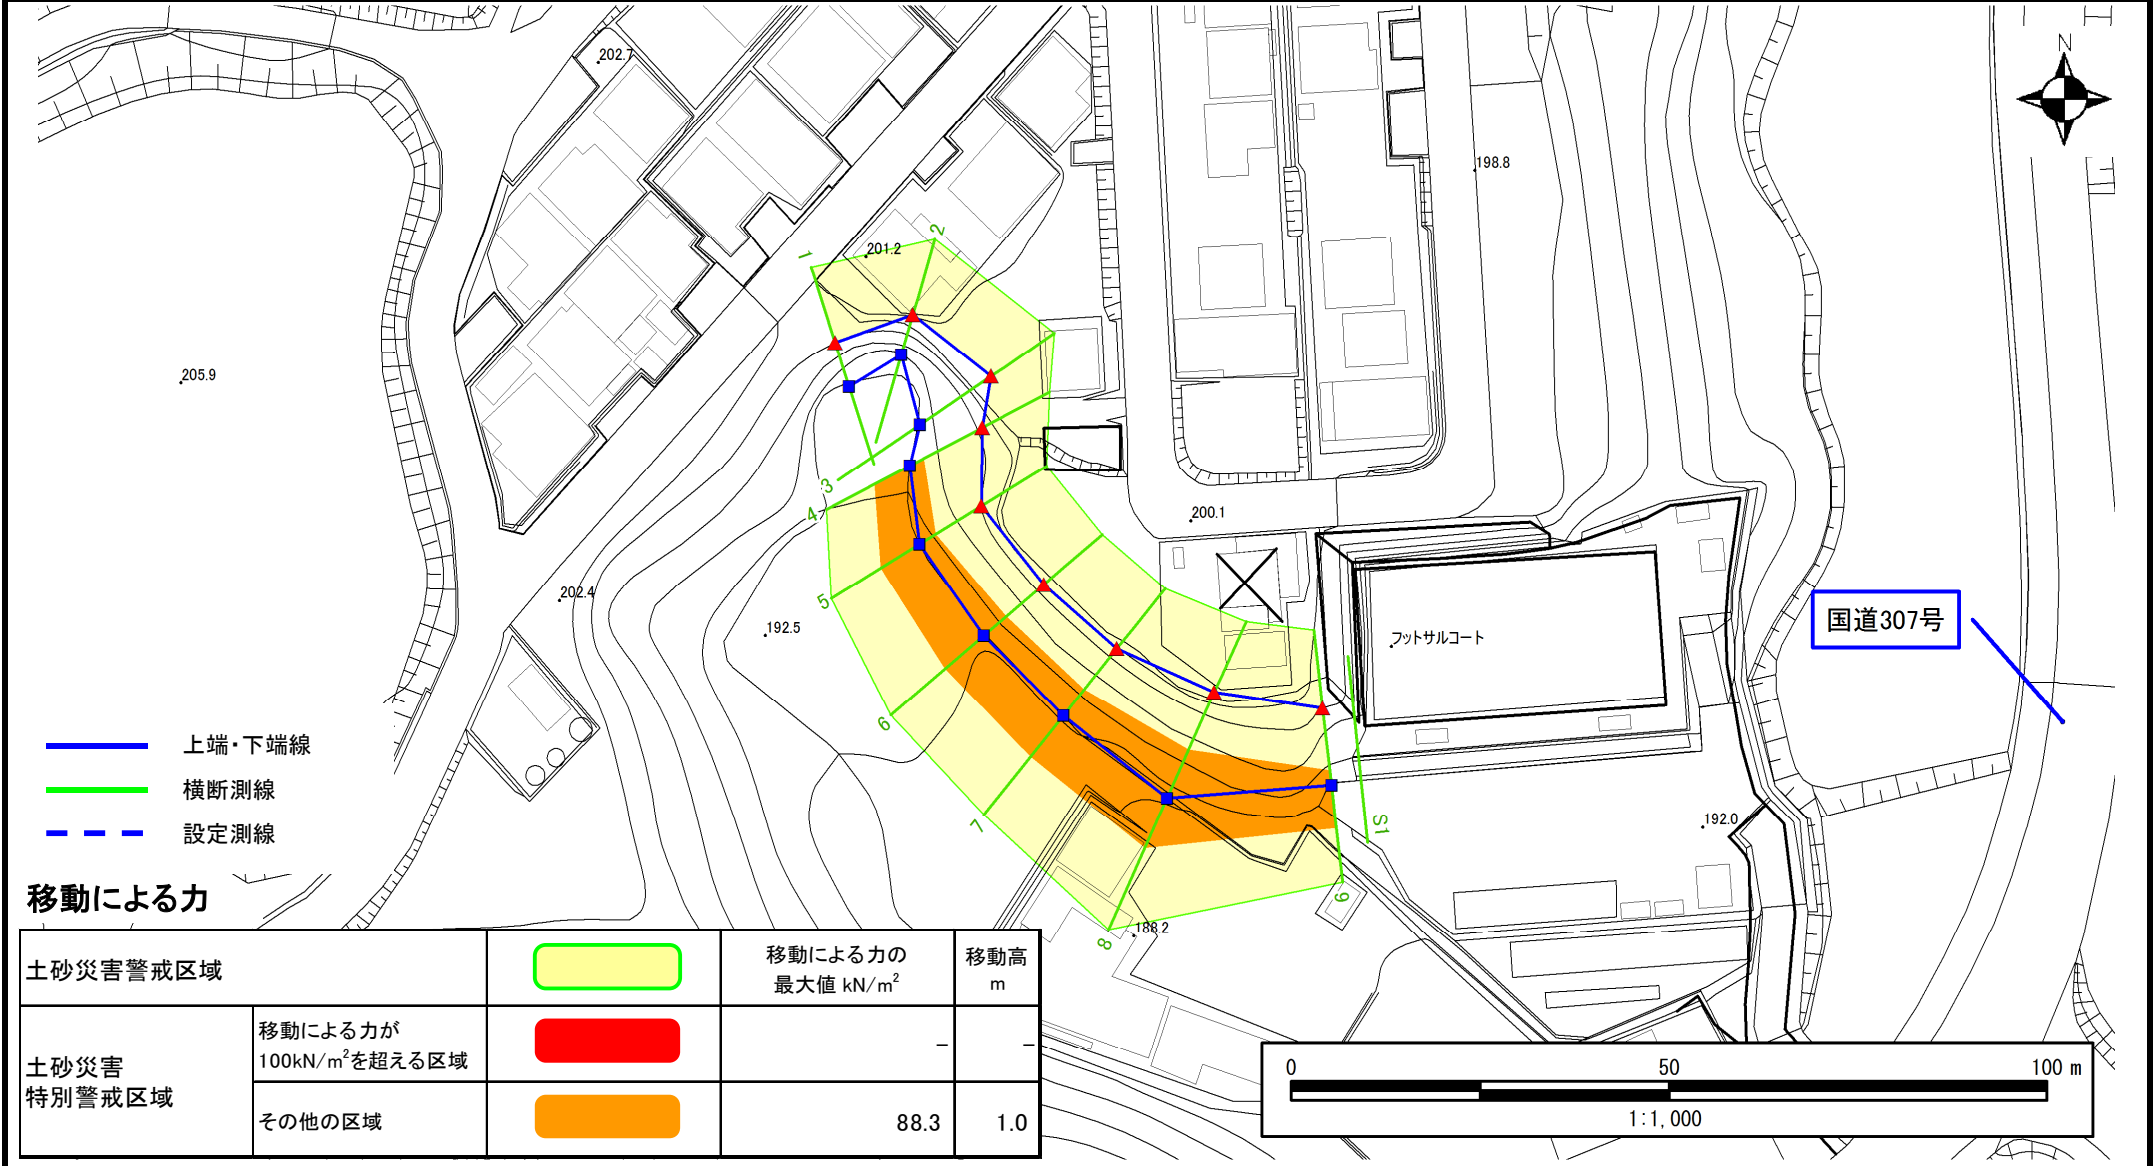 N
202.7
198.8
1
201.2
2
205.9
3
4
200.1
202.4
5
国道307号
192.5
フットサルコート
6
上端・下端線
横断測線
設定測線
7
S1
192.0
移動による力
9
8
188.2
土砂災害警戒区域
移動による力の
最大値 kN/m²
移動高
m
土砂災害
特別警戒区域
移動による力が
100kN/m²を超える区域
–
–
その他の区域
88.3
1.0
0
50
100 m
1:1,000